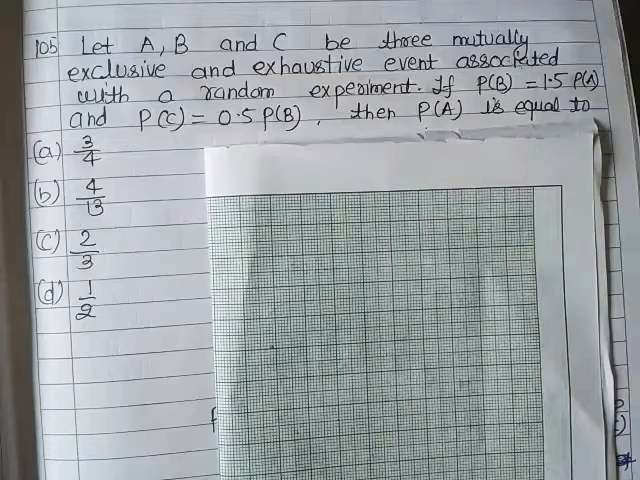 105 Let A, B and C be three mutually
exclusive and exhaustive event associated
with a random experiment. If P(B) = 1.5 P(A)
and P(C) = 0.5 P(B), then P(A) is equal to
(a) 3/4
(b) 4/13
(c) 2/3
(d) 1/2